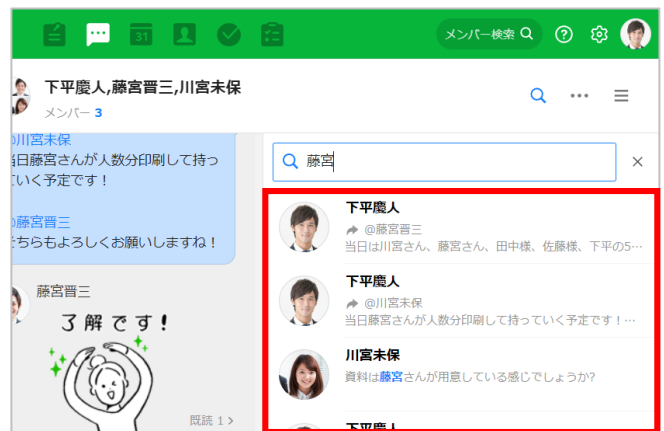 31
メンバー検索
下平慶人,藤宮晋三,川宮未保
メンバー 3
川宮未保
当日藤宮さんが人数分印刷して持っ
ていく予定です！
藤宮晋三
そちらもよろしくお願いしますね！
藤宮晋三
了解です!
既読 1
藤宮
下平慶人
@藤宮晋三
当日は川宮さん、藤宮さん、田中様、佐藤様、下平の5…
下平慶人
@川宮未保
当日藤宮さんが人数分印刷して持っていく予定です！…
川宮未保
資料は藤宮さんが用意している感じでしょうか?
下平慶人